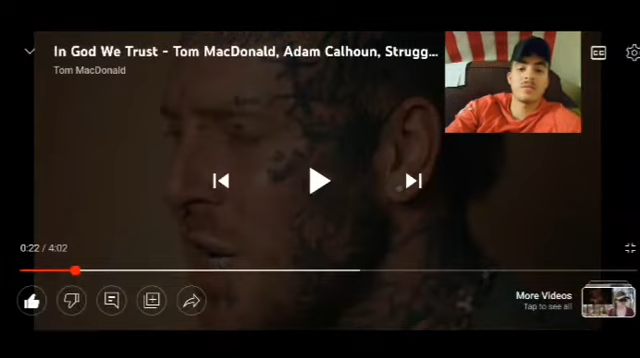 In God We Trust - Tom MacDonald, Adam Calhoun, Strugg...
Tom MacDonald
CC
0:22 / 4:02
More Videos
Tap to see all